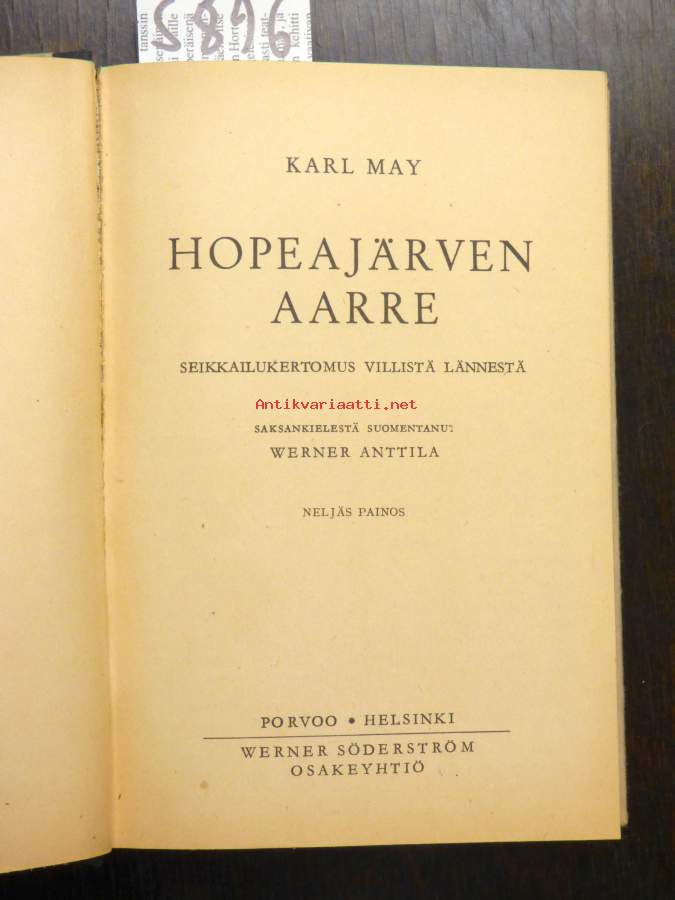 5896
KARL MAY
HOPEAJÄRVEN
AARRE
SEIKKAILUKERTOMUS VILLISTÄ LÄNNESTÄ
Antikvariaatti.net
SAKSANKIELESTÄ SUOMENTANUT
WERNER ANTTILA
NELJÄS PAINOS
PORVOO • HELSINKI
WERNER SÖDERSTRÖM
OSAKEYHTIÖ